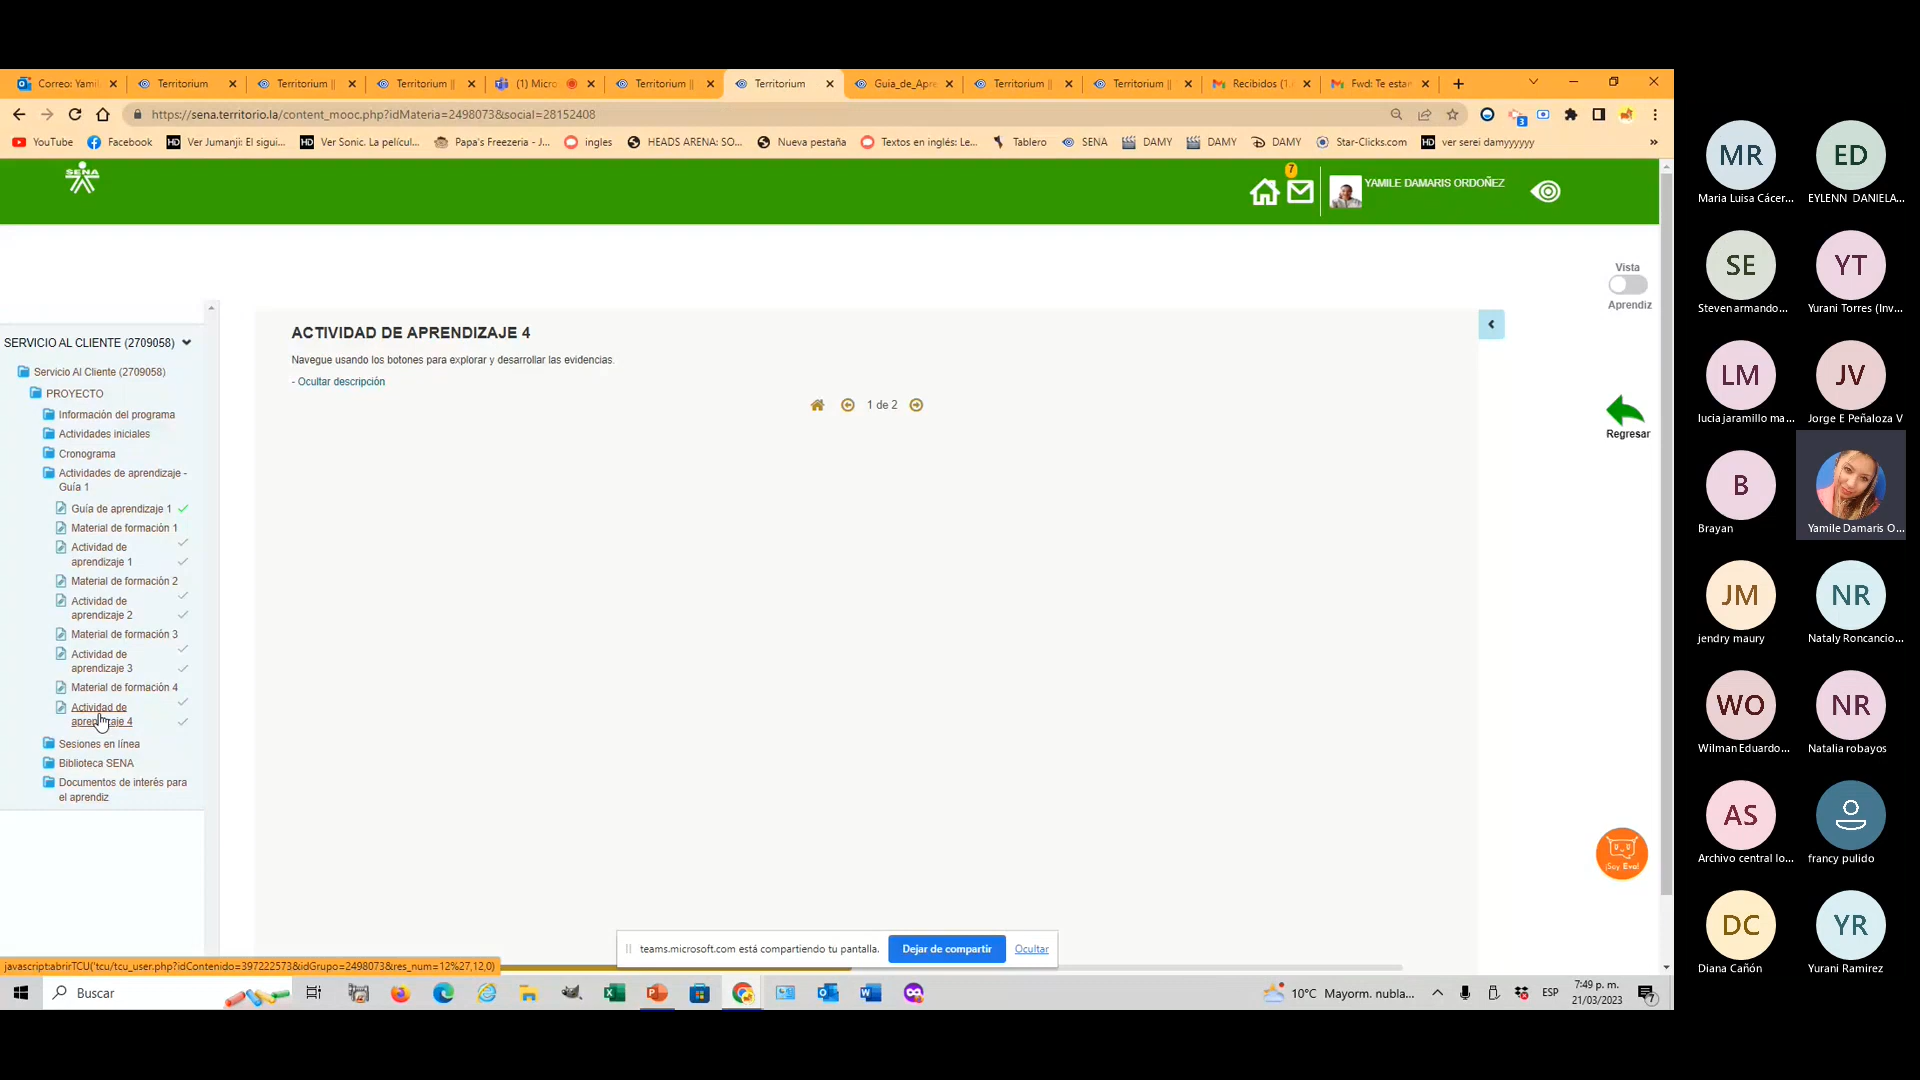 Correo: Yami
Territorium
Territorium ||
Territorium ||
(1) Micro
Territorium ||
Territorium
Guia_de_Apre
Territorium ||
Territorium ||
Recibidos (1.
Fwd: Te estar
https://sena.territorio.la/content_mooc.php?idMateria=2498073&social=28152408
YouTube
Facebook
Ver Jumanji: El sigui...
Ver Sonic. La pelícu...
Papa's Freezeria - J...
ingles
HEADS ARENA: SO...
Nueva pestaña
Textos en inglés: Le...
Tablero
SENA
DAMY
DAMY
DAMY
Star-Clicks.com
ver serei damyyyyyy
SENA
7
YAMILE DAMARIS ORDOÑEZ
Vista
Aprendiz
Regresar
SERVICIO AL CLIENTE (2709058)
Servicio Al Cliente (2709058)
PROYECTO
Información del programa
Actividades iniciales
Cronograma
Actividades de aprendizaje -
Guía 1
Guía de aprendizaje 1
Material de formación 1
Actividad de
aprendizaje 1
Material de formación 2
Actividad de
aprendizaje 2
Material de formación 3
Actividad de
aprendizaje 3
Material de formación 4
Actividad de
aprendizaje 4
Sesiones en línea
Biblioteca SENA
Documentos de interés para
el aprendiz
ACTIVIDAD DE APRENDIZAJE 4
Navegue usando los botones para explorar y desarrollar las evidencias.
- Ocultar descripción
1 de 2
¡Soy Eva!
teams.microsoft.com está compartiendo tu pantalla.
Dejar de compartir
Ocultar
javascript:abrirTCU('tcu/tcu_user.php?idContenido=397222573&idGrupo=2498073&res_num=12%27,12,0)
Buscar
10°C Mayorm. nubla...
ESP
7:49 p. m.
21/03/2023
7
MR
Maria Luisa Cácer...
ED
EYLENN DANIELA...
SE
Steven armando...
YT
Yurani Torres (Inv...
LM
lucia jaramillo ma...
JV
Jorge E Peñaloza V
B
Brayan
Yamile Damaris O...
JM
jendry maury
NR
Nataly Roncancio...
WO
Wilman Eduardo...
NR
Natalia robayos
AS
Archivo central lo...
francy pulido
DC
Diana Cañón
YR
Yurani Ramirez